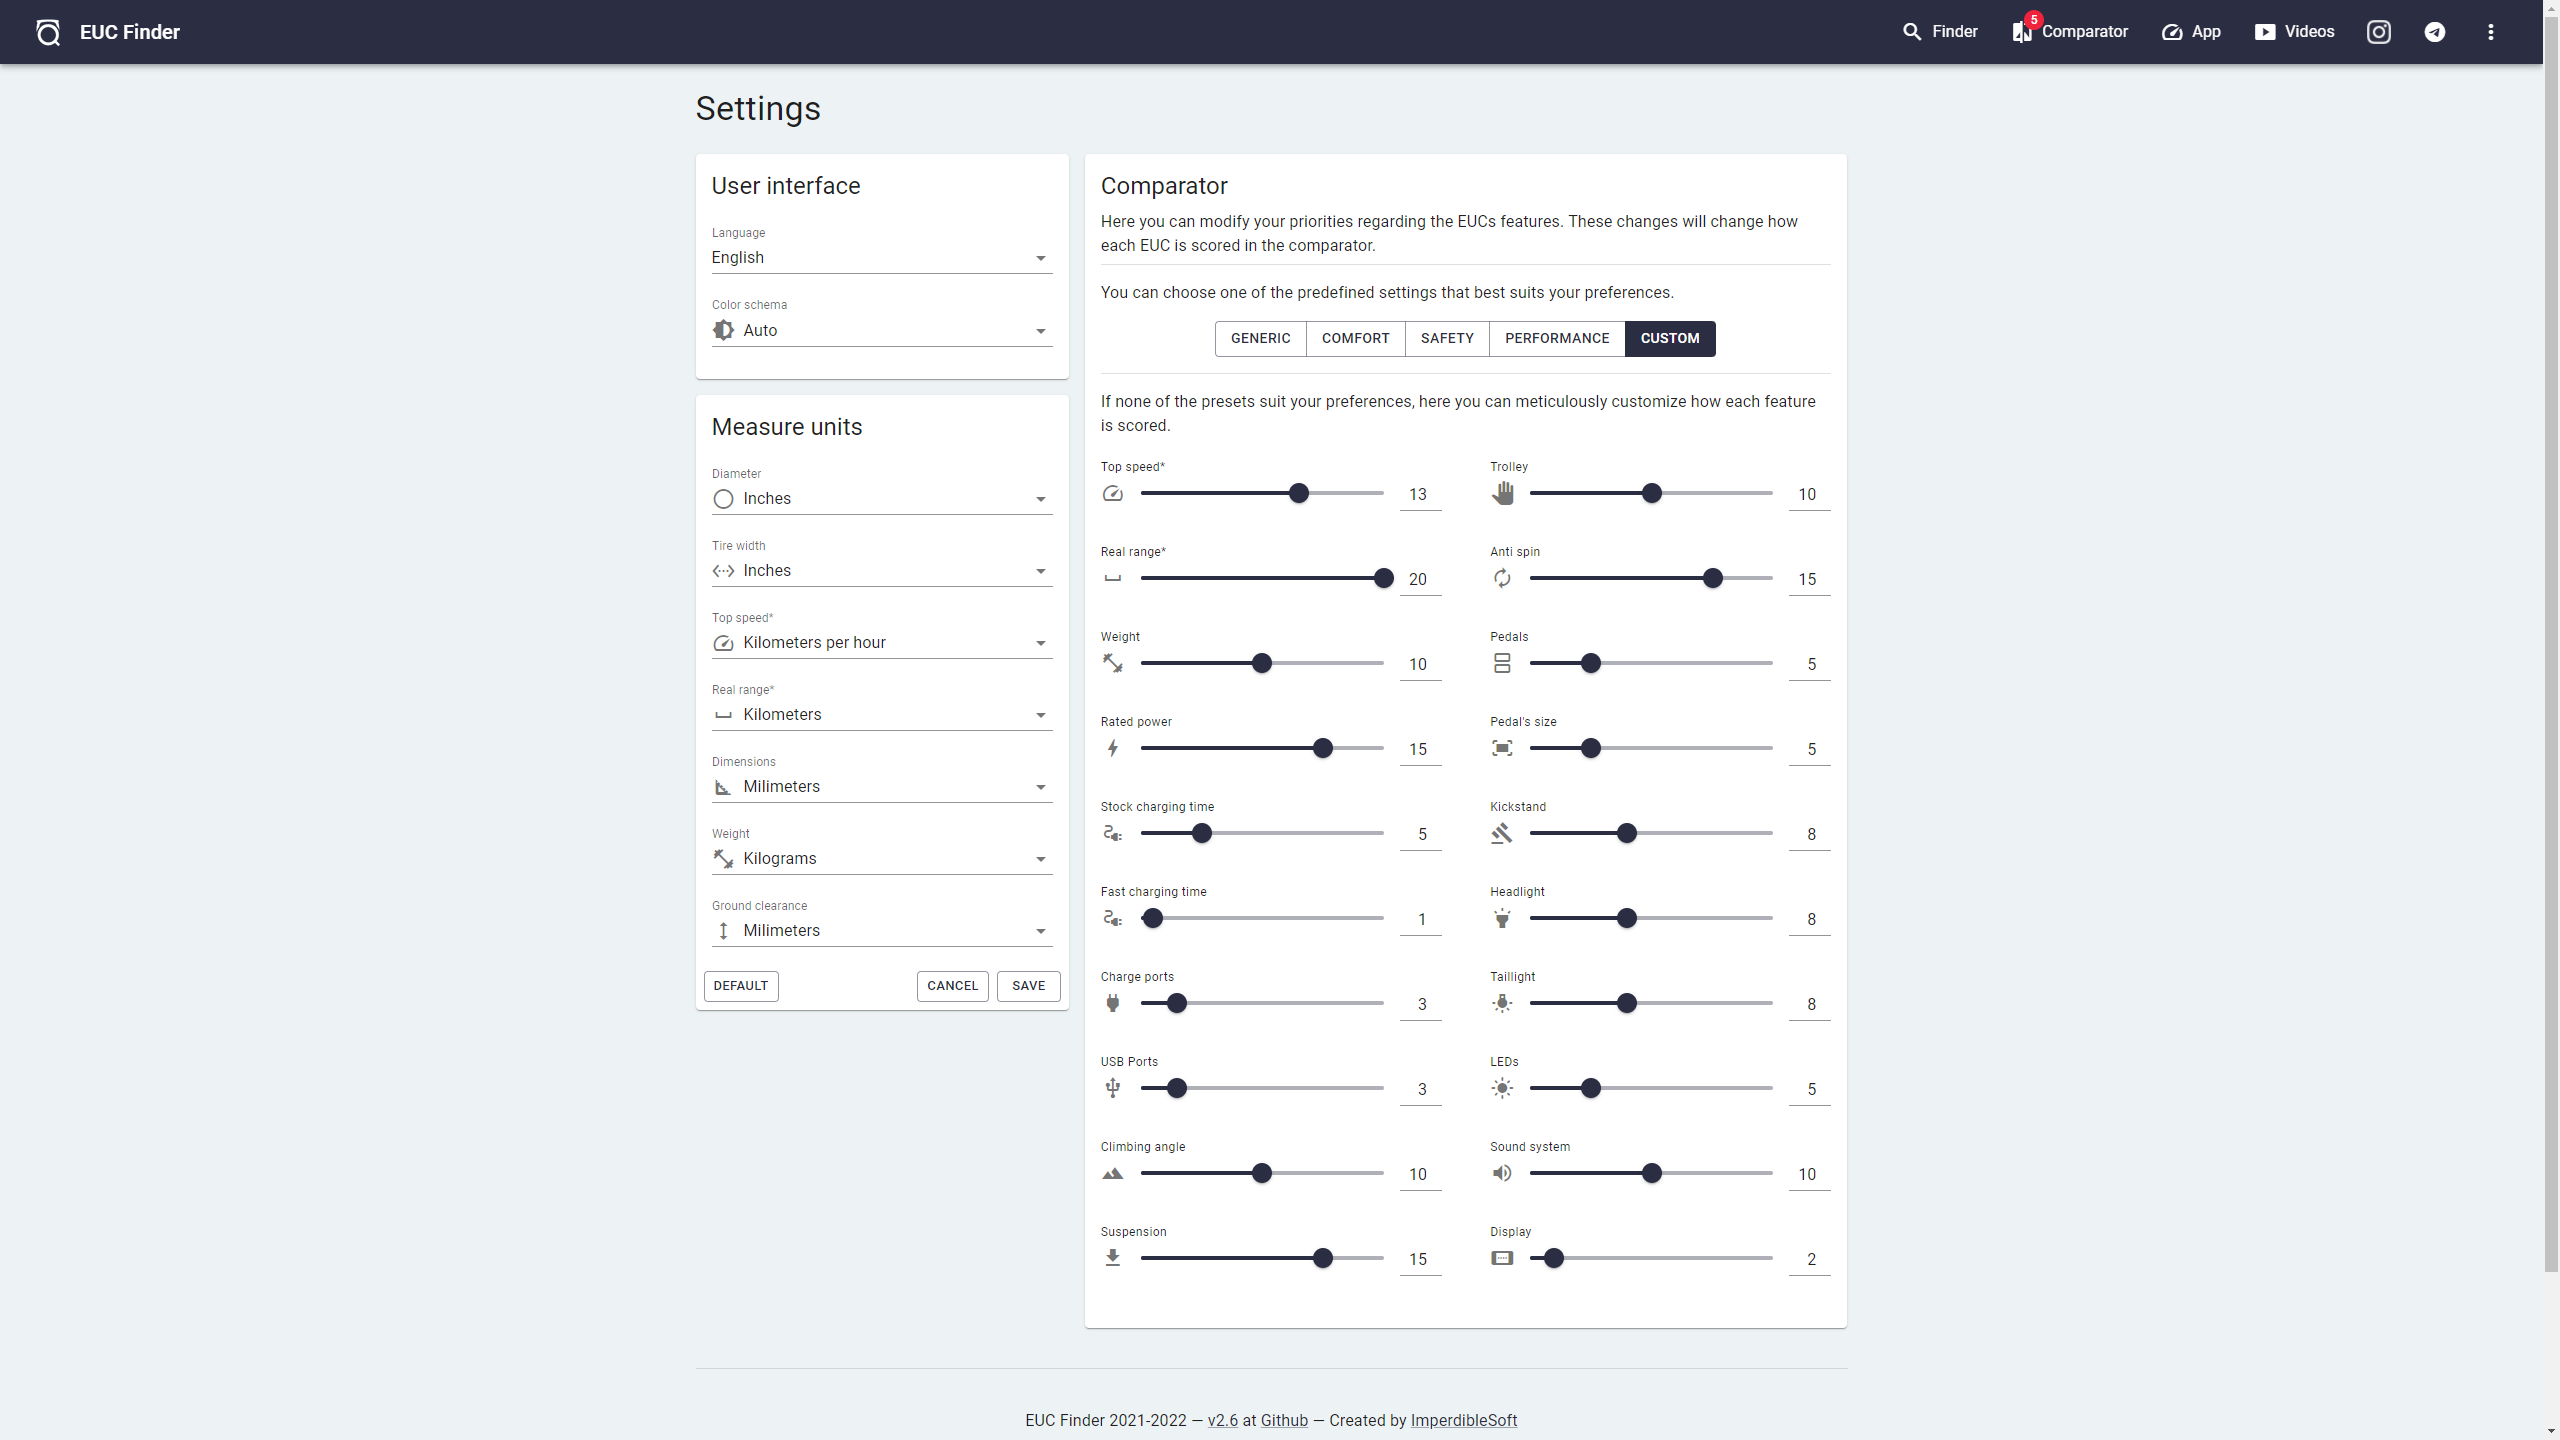 EUC Finder
Finder
5
Comparator
App
Videos
Settings
User interface
Language
English
Color schema
Auto
Measure units
Diameter
Inches
Tire width
Inches
Top speed*
Kilometers per hour
Real range*
Kilometers
Dimensions
Milimeters
Weight
Kilograms
Ground clearance
Milimeters
DEFAULT
CANCEL
SAVE
Comparator
Here you can modify your priorities regarding the EUCs features. These changes will change how
each EUC is scored in the comparator.
You can choose one of the predefined settings that best suits your preferences.
GENERIC
COMFORT
SAFETY
PERFORMANCE
CUSTOM
If none of the presets suit your preferences, here you can meticulously customize how each feature
is scored.
Top speed*
13
Real range*
20
Weight
10
Rated power
15
Stock charging time
5
Fast charging time
1
Charge ports
3
USB Ports
3
Climbing angle
10
Suspension
15
Trolley
10
Anti spin
15
Pedals
5
Pedal's size
5
Kickstand
8
Headlight
8
Taillight
8
LEDs
5
Sound system
10
Display
2
EUC Finder 2021-2022 — v2.6 at Github — Created by ImperdibleSoft